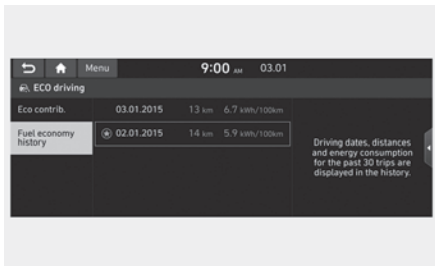 Menu 9:00 AM 03.01
ECO driving
Eco contrib. 03.01.2015 13 km 6.7 kWh/100km
Fuel economy
history
02.01.2015 14 km 5.9 kWh/100km
Driving dates, distances
and energy consumption
for the past 30 trips are
displayed in the history.